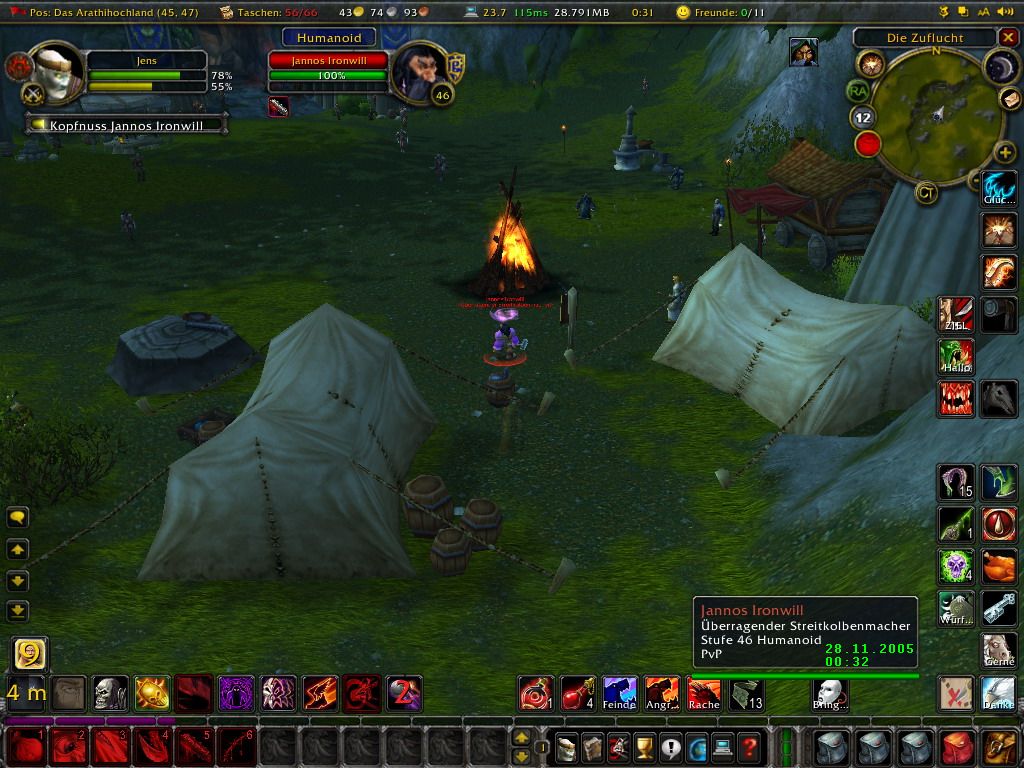 Pos: Das Arathihochland (45, 47)
Taschen: 56/66
43 74 93
23.7 115ms 28.791MB
0:31
Freunde: 0/11
Humanoid
Die Zuflucht
N
Jens
78%
55%
Jannos Ironwill
100%
46
Kopfnuss Jannos Ironwill
RA
12
CT
Jannos Ironwill
Hallo
15
1
4
Würf...
Gerne
Jannos Ironwill
Überragender Streitkolbenmacher
Stufe 46 Humanoid
PvP
28.11.2005
00:32
4 m
1
4
Feinde
Angr...
Rache
13
Bring...
Danke
1
2
3
4
5
6
1